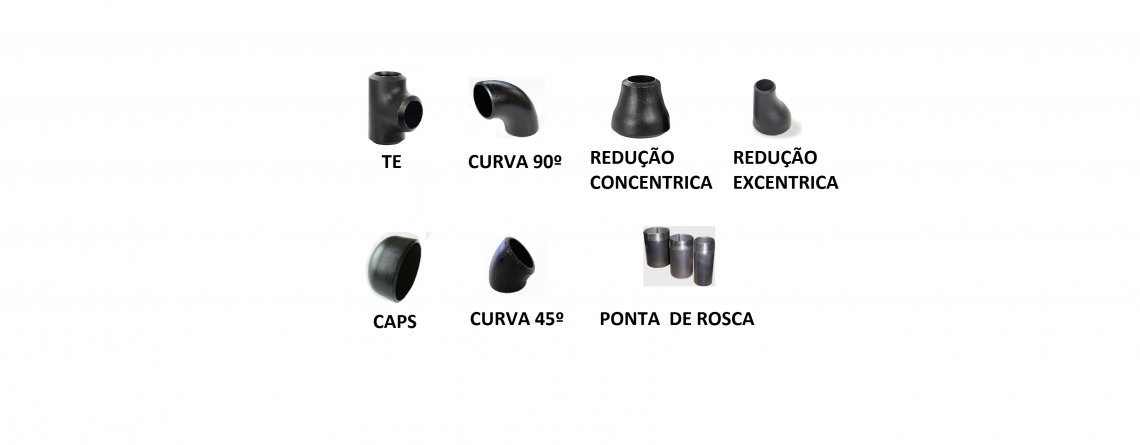 TE
CURVA 90º
REDUÇÃO
CONCENTRICA
REDUÇÃO
EXCENTRICA
CAPS
CURVA 45º
PONTA  DE ROSCA